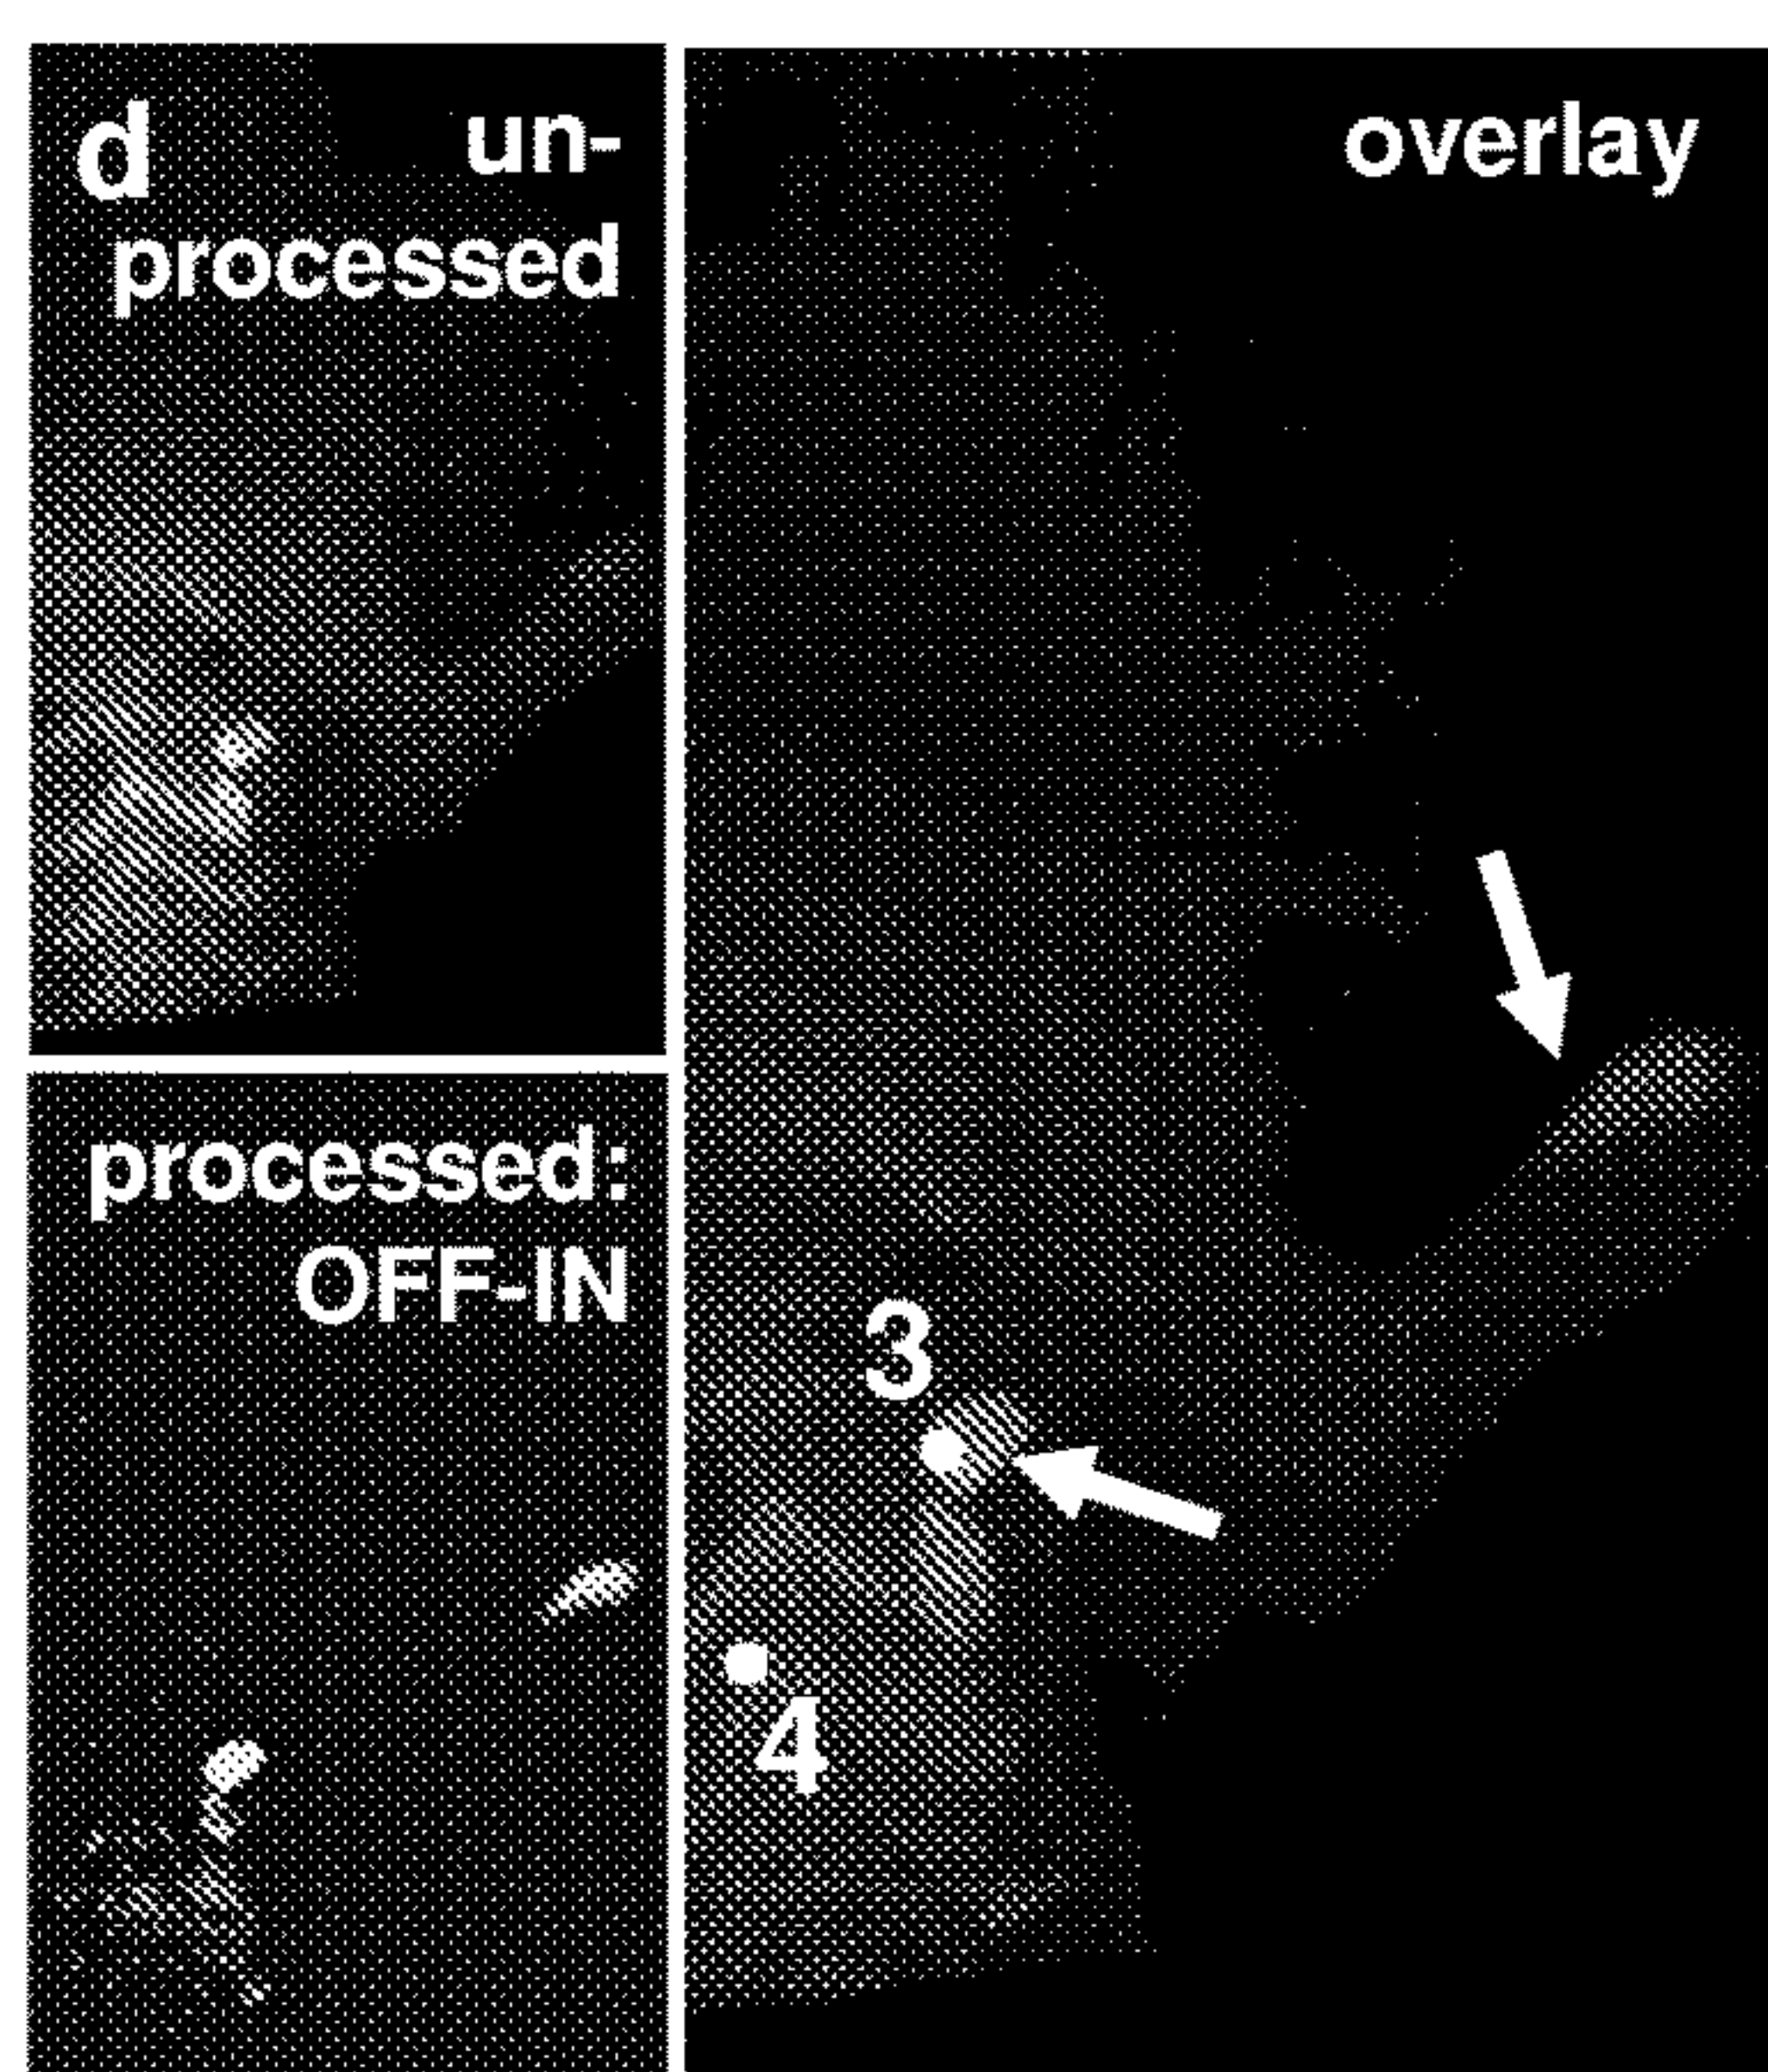 d un-
processed
processed:
OFF-IN
overlay
3
4